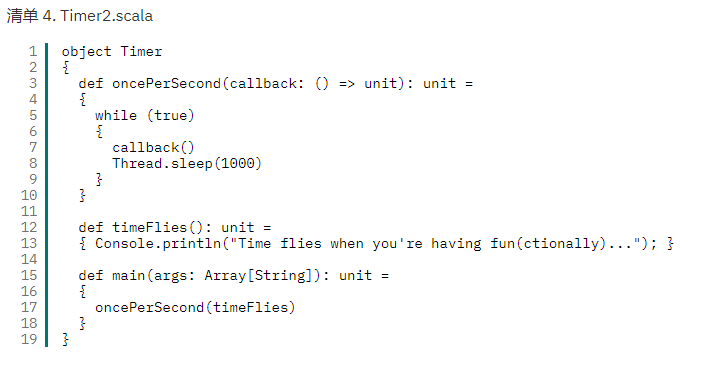 清单 4. Timer2.scala
1 object Timer
2 {
3   def oncePerSecond(callback: () => unit): unit =
4   {
5     while (true)
6     {
7       callback()
8       Thread.sleep(1000)
9     }
10   }
11
12   def timeFlies(): unit =
13   { Console.println("Time flies when you're having fun(ctionally)..."); }
14
15   def main(args: Array[String]): unit =
16   {
17     oncePerSecond(timeFlies)
18   }
19 }